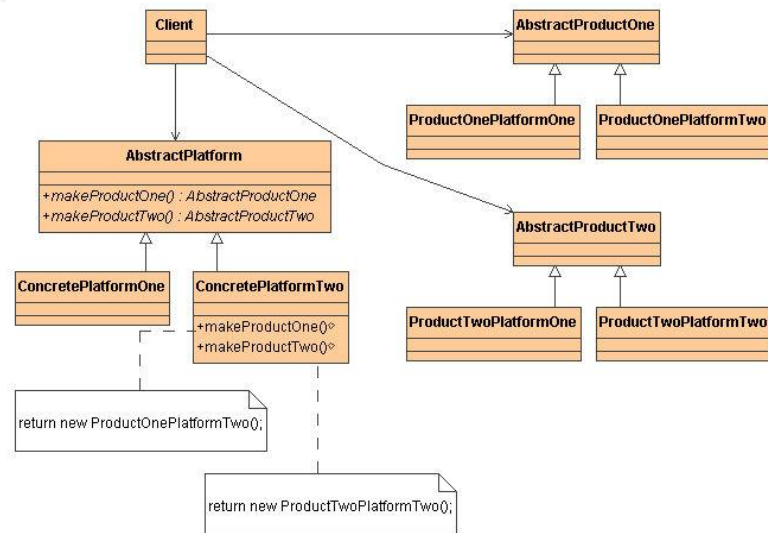 Client
AbstractProductOne
ProductOnePlatformOne
ProductOnePlatformTwo
AbstractPlatform
+makeProductOne() : AbstractProductOne
+makeProductTwo() : AbstractProductTwo
AbstractProductTwo
ConcretePlatformOne
ConcretePlatformTwo
+makeProductOne()
+makeProductTwo()
ProductTwoPlatformOne
ProductTwoPlatformTwo
return new ProductOnePlatformTwo();
return new ProductTwoPlatformTwo();